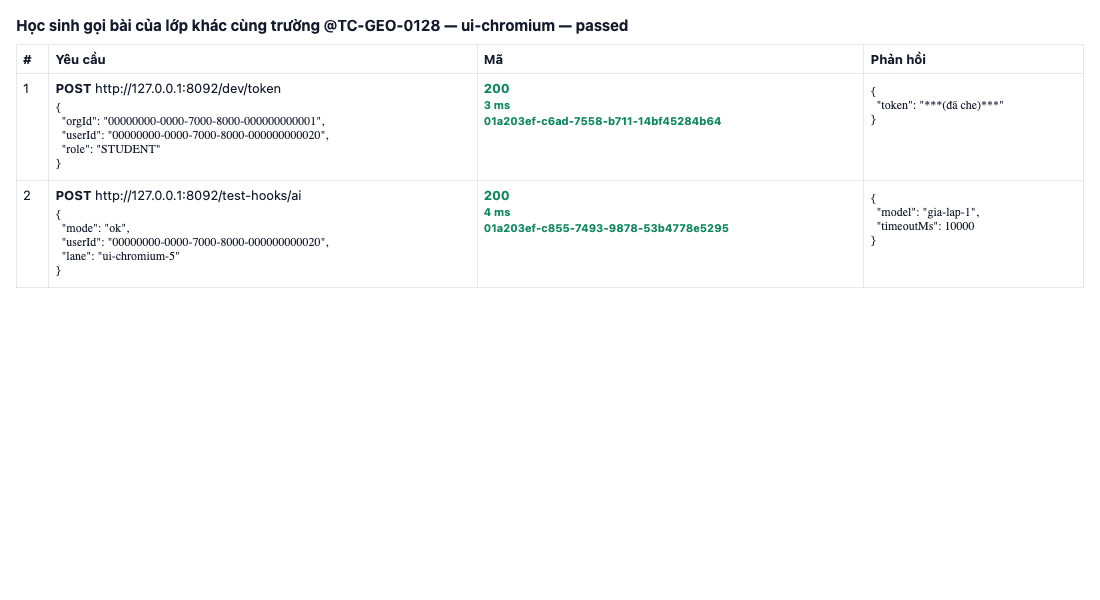 Học sinh gọi bài của lớp khác cùng trường @TC-GEO-0128 — ui-chromium — passed
# Yêu cầu Mã Phản hồi
1 POST http://127.0.0.1:8092/dev/token
{
"orgId": "00000000-0000-7000-8000-000000000001",
"userId": "00000000-0000-7000-8000-000000000020",
"role": "STUDENT"
}
200
3 ms
01a203ef-c6ad-7558-b711-14bf45284b64
{
"token": "***(đã che)***"
}
2 POST http://127.0.0.1:8092/test-hooks/ai
{
"mode": "ok",
"userId": "00000000-0000-7000-8000-000000000020",
"lane": "ui-chromium-5"
}
200
4 ms
01a203ef-c855-7493-9878-53b4778e5295
{
"model": "gia-lap-1",
"timeoutMs": 10000
}